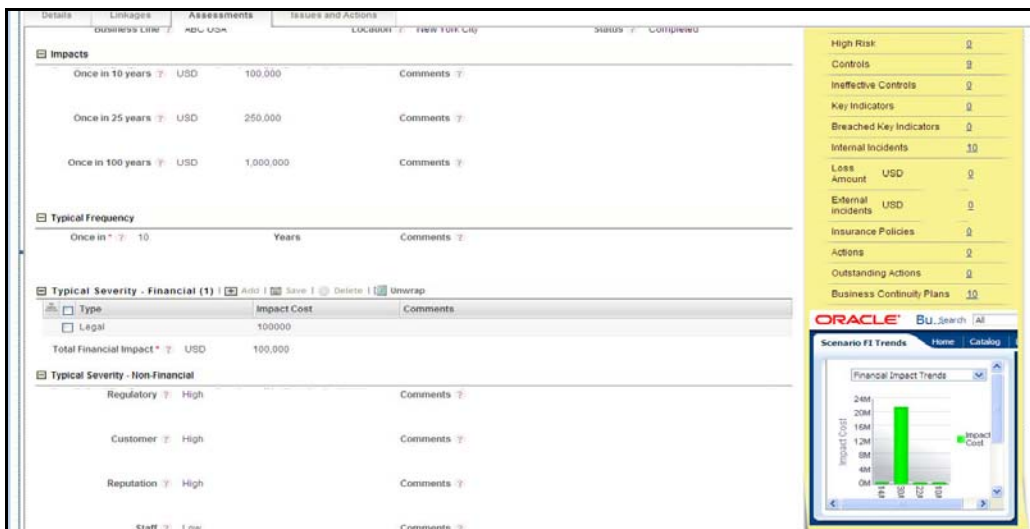 Details Linkages Assessments Issues and Actions
Business Line ? ABC USA Location ? New York City Status ? Completed
Impacts
Once in 10 years ? USD 100,000 Comments ?
Once in 25 years ? USD 250,000 Comments ?
Once in 100 years ? USD 1,000,000 Comments ?
Typical Frequency
Once in * ? 10 Years Comments ?
Typical Severity - Financial (1) | Add | Save | Delete | Unwrap
Type Impact Cost Comments
Legal 100000
Total Financial Impact * ? USD 100,000
Typical Severity - Non-Financial
Regulatory ? High Comments ?
Customer ? High Comments ?
Reputation ? High Comments ?
Staff ? Low Comments ?
High Risk 0
Controls 9
Ineffective Controls 0
Key Indicators 0
Breached Key Indicators 0
Internal Incidents 10
Loss Amount USD 0
External incidents USD 0
Insurance Policies 0
Actions 0
Outstanding Actions 0
Business Continuity Plans 10
ORACLE Bu.. Search All
Scenario FI Trends Home Catalog
Financial Impact Trends
Impact Cost
24M
20M
16M
12M
8M
4M
0M
Impact Cost